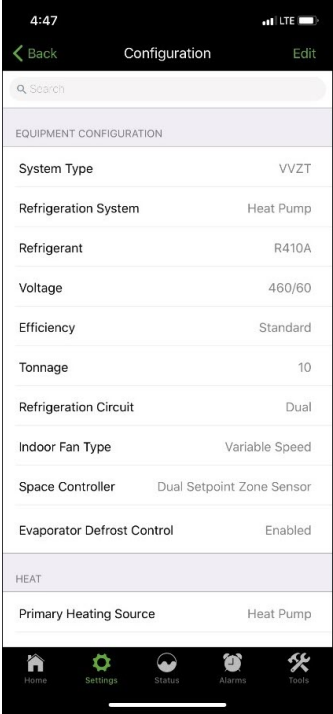 4:47 LTE
Back Configuration Edit
Search
EQUIPMENT CONFIGURATION
System Type VVZT
Refrigeration System Heat Pump
Refrigerant R410A
Voltage 460/60
Efficiency Standard
Tonnage 10
Refrigeration Circuit Dual
Indoor Fan Type Variable Speed
Space Controller Dual Setpoint Zone Sensor
Evaporator Defrost Control Enabled
HEAT
Primary Heating Source Heat Pump
Home Settings Status Alarms Tools